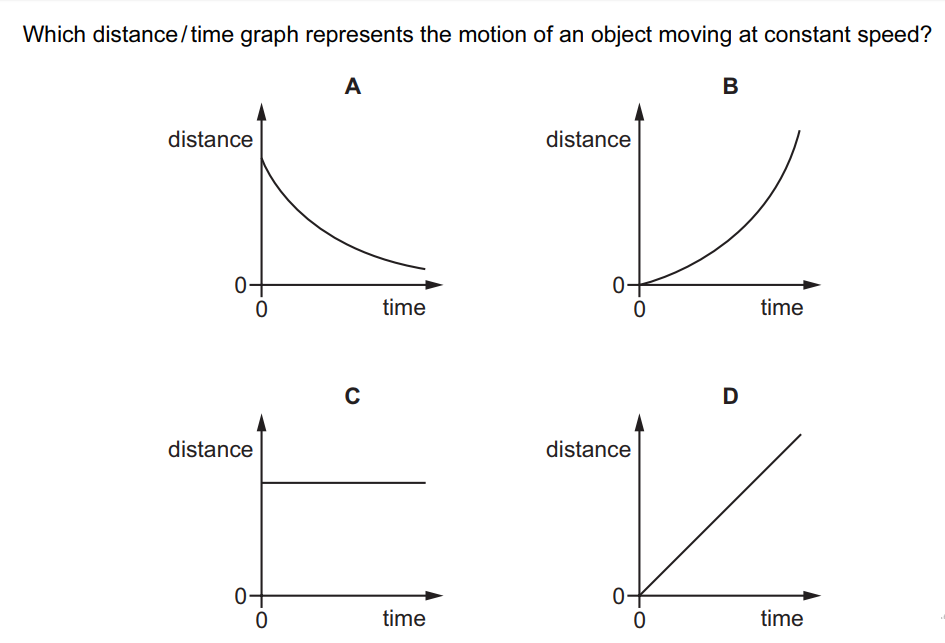 Which distance/time graph represents the motion of an object moving at constant speed?
A
distance
0
0
time
B
distance
0
0
time
C
distance
0
0
time
D
distance
0
0
time